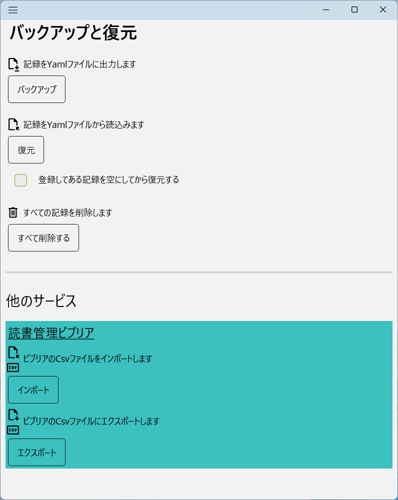 バックアップと復元
記録をYamlファイルに出力します
バックアップ
記録をYamlファイルから読込みます
復元
登録してある記録を空にしてから復元する
すべての記録を削除します
すべて削除する
他のサービス
読書管理ビブリア
ビブリアのCsvファイルをインポートします
CSV
インポート
ビブリアのCsvファイルにエクスポートします
CSV
エクスポート